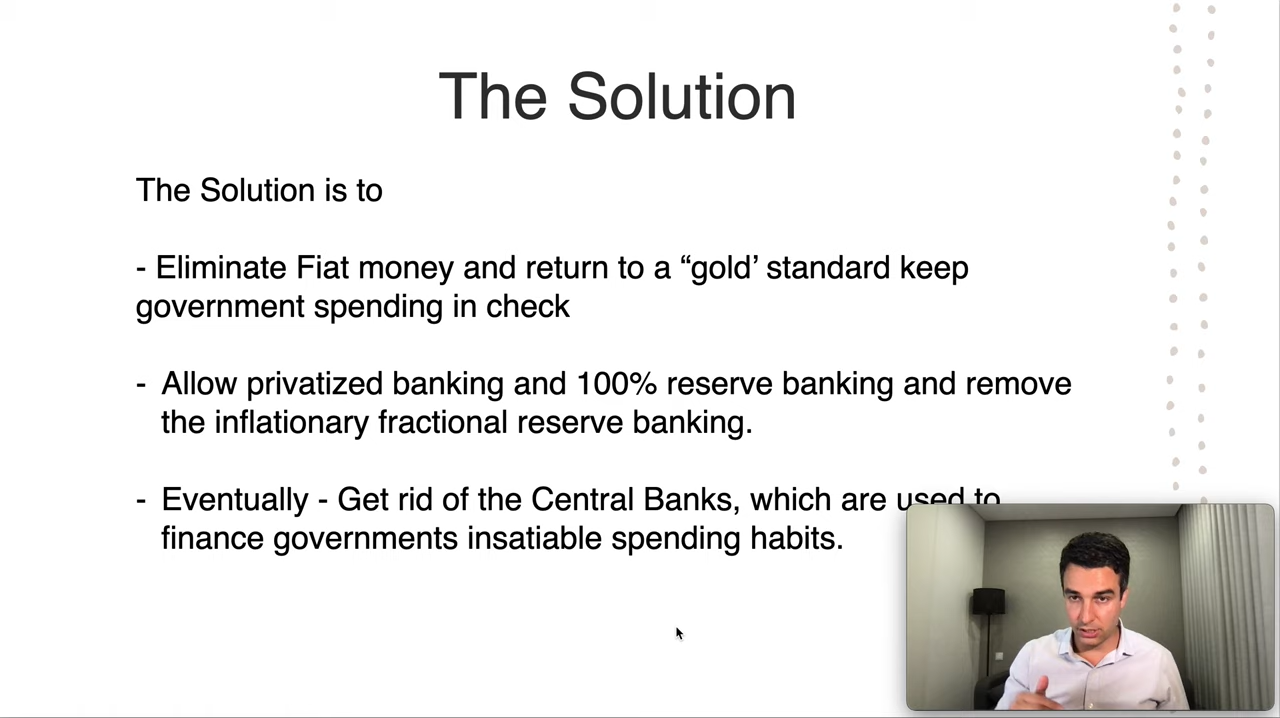 The Solution
The Solution is to
- Eliminate Fiat money and return to a “gold’ standard keep
government spending in check
- Allow privatized banking and 100% reserve banking and remove
the inflationary fractional reserve banking.
- Eventually - Get rid of the Central Banks, which are used to
finance governments insatiable spending habits.